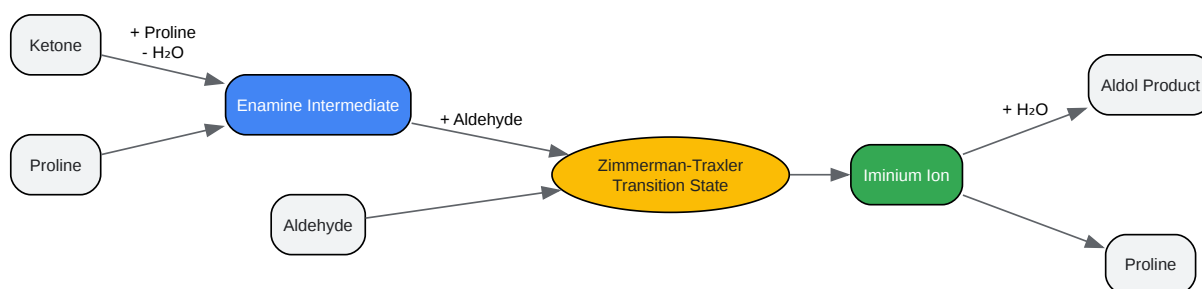 Ketone
+ Proline
- H₂O
Proline
Enamine Intermediate
+ Aldehyde
Aldehyde
Zimmerman-Traxler
Transition State
Iminium Ion
+ H₂O
Aldol Product
Proline